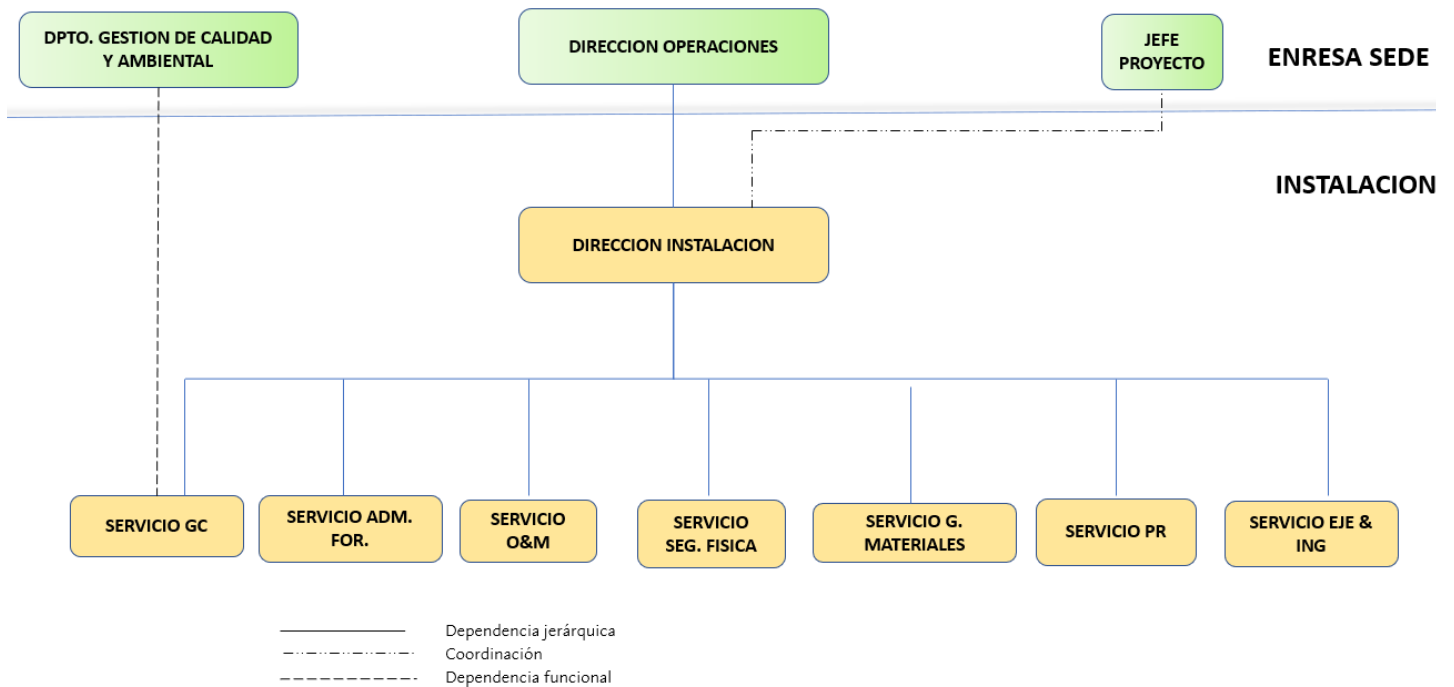 DPTO. GESTION DE CALIDAD
Y AMBIENTAL
DIRECCION OPERACIONES
JEFE
PROYECTO
ENRESA SEDE
INSTALACION
DIRECCION INSTALACION
SERVICIO GC
SERVICIO ADM.
FOR.
SERVICIO
O&M
SERVICIO
SEG. FISICA
SERVICIO G.
MATERIALES
SERVICIO PR
SERVICIO EJE &
ING
Dependencia jerárquica
Coordinación
Dependencia funcional